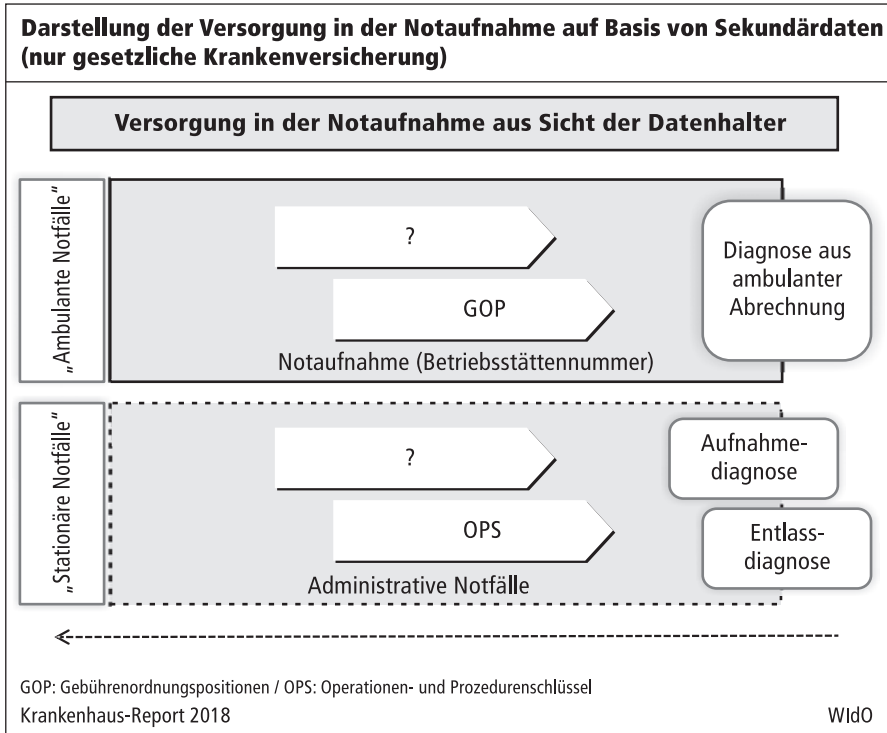 Darstellung der Versorgung in der Notaufnahme auf Basis von Sekundärdaten
(nur gesetzliche Krankenversicherung)
Versorgung in der Notaufnahme aus Sicht der Datenhalter
„Ambulante Notfälle“
?
GOP
Notaufnahme (Betriebsstättennummer)
Diagnose aus
ambulanter
Abrechnung
„Stationäre Notfälle“
?
OPS
Administrative Notfälle
Aufnahme-
diagnose
Entlass-
diagnose
GOP: Gebührenordnungspositionen / OPS: Operationen- und Prozedurenschlüssel
Krankenhaus-Report 2018
WIdO